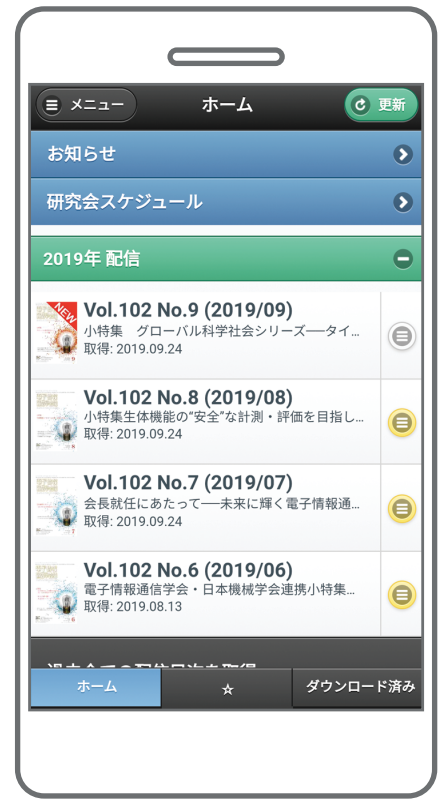 メニュー
ホーム
更新
お知らせ
研究会スケジュール
2019年 配信
NEW
Vol.102 No.9 (2019/09)
小特集　グローバル科学社会シリーズ──タイ...
取得: 2019.09.24
Vol.102 No.8 (2019/08)
小特集生体機能の“安全”な計測・評価を目指し...
取得: 2019.09.24
Vol.102 No.7 (2019/07)
会長就任にあたって──未来に輝く電子情報通...
取得: 2019.09.24
Vol.102 No.6 (2019/06)
電子情報通信学会・日本機械学会連携小特集...
取得: 2019.08.13
ホーム
☆
ダウンロード済み